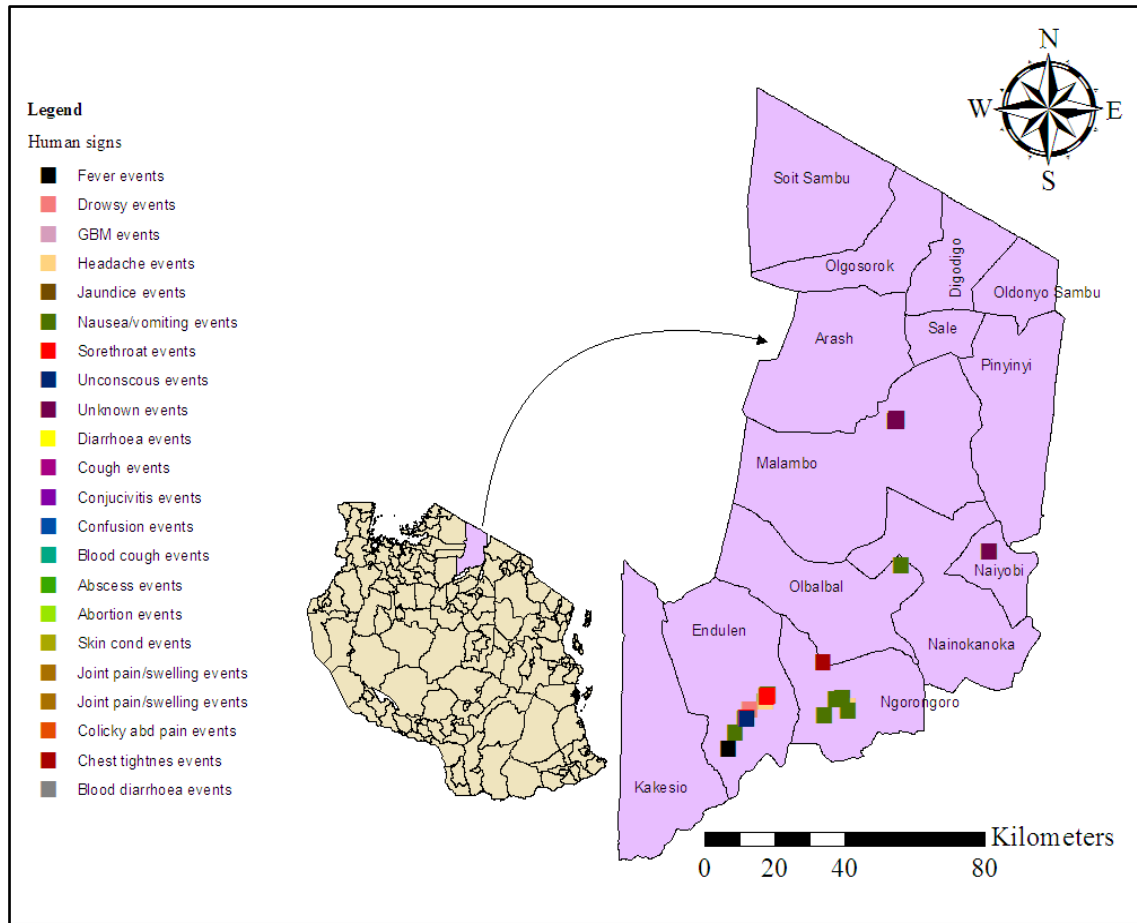 N
W
E
S
Legend
Human signs
Fever events
Drowsy events
GBM events
Headache events
Jaundice events
Nausea/vomiting events
Sorethroat events
Unconscous events
Unknown events
Diarrhoea events
Cough events
Conjucivitis events
Confusion events
Blood cough events
Abscess events
Abortion events
Skin cond events
Joint pain/swelling events
Joint pain/swelling events
Colicky abd pain events
Chest tightnes events
Blood diarrhoea events
Soit Sambu
Olgosorok
Digodigo
Oldonyo Sambu
Arash
Sale
Pinyinyi
Malambo
Naiyobi
Olbalbal
Endulen
Nainokanoka
Ngorongoro
Kakesio
Kilometers
0 20 40 80